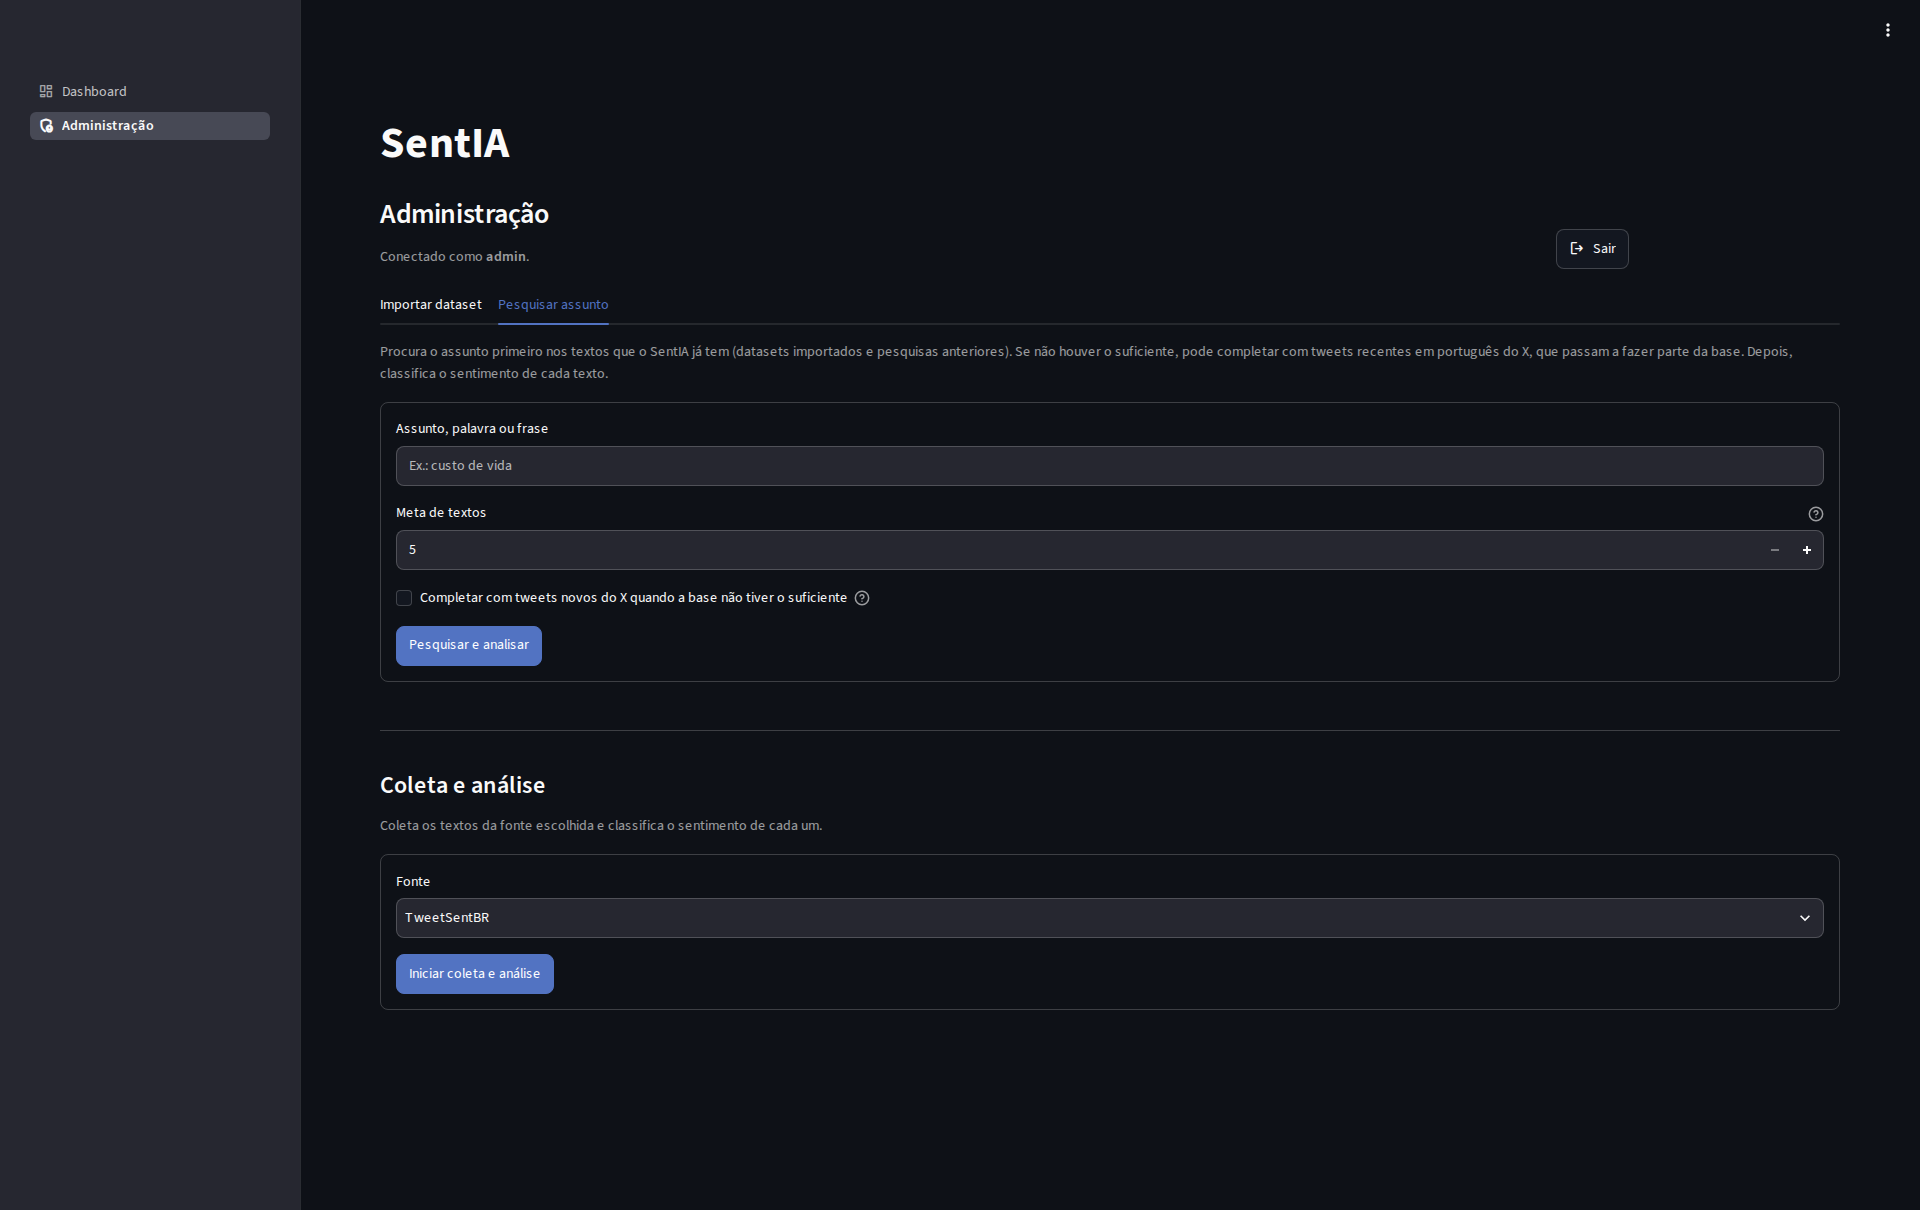 Dashboard
Administração
SentIA
Administração
Conectado como admin.
Sair
Importar dataset
Pesquisar assunto
Procura o assunto primeiro nos textos que o SentIA já tem (datasets importados e pesquisas anteriores). Se não houver o suficiente, pode completar com tweets recentes em português do X, que passam a fazer parte da base. Depois,
classifica o sentimento de cada texto.
Assunto, palavra ou frase
Ex.: custo de vida
Meta de textos
5
Completar com tweets novos do X quando a base não tiver o suficiente
Pesquisar e analisar
Coleta e análise
Coleta os textos da fonte escolhida e classifica o sentimento de cada um.
Fonte
TweetSentBR
Iniciar coleta e análise